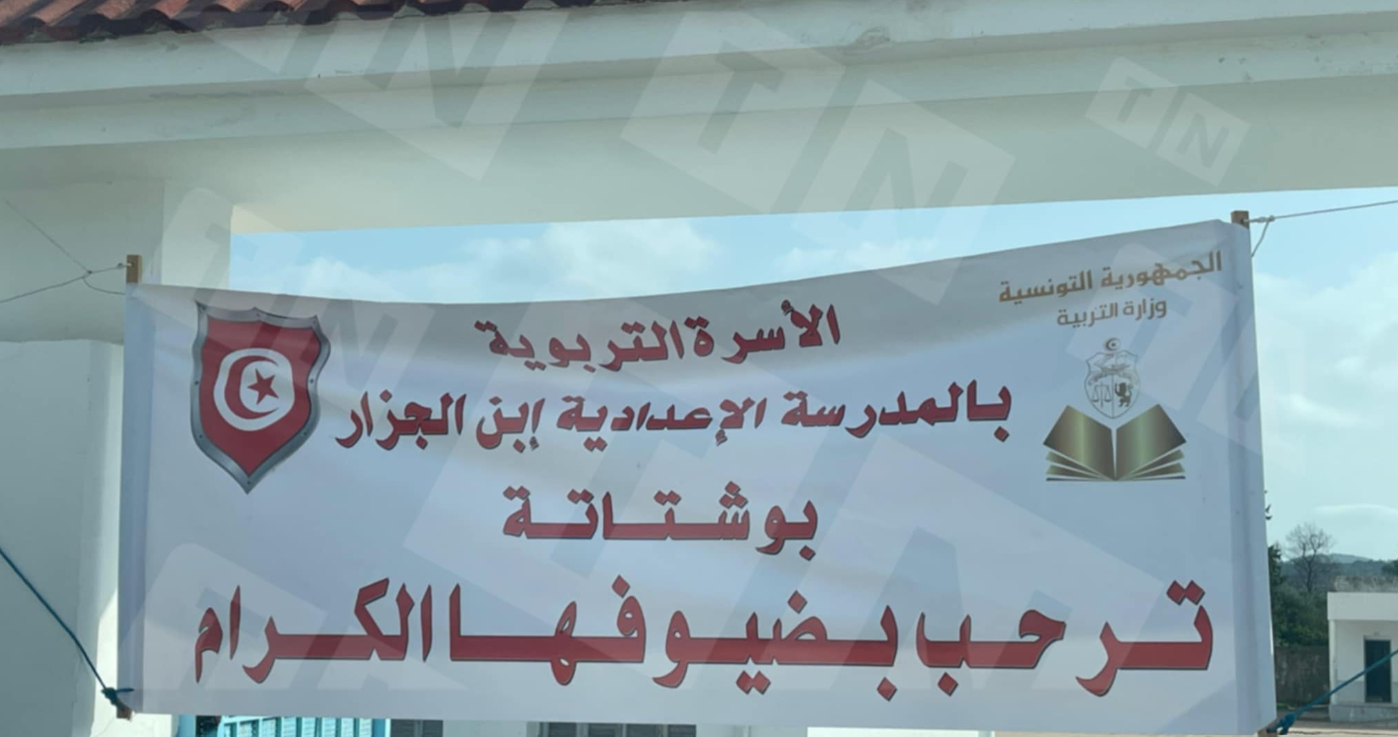 الجمهورية التونسية
وزارة التربية
الأسرة التربوية
بالمدرسة الإعدادية إبن الجزار
بوشتاتة
ترحب بضيوفها الكرام